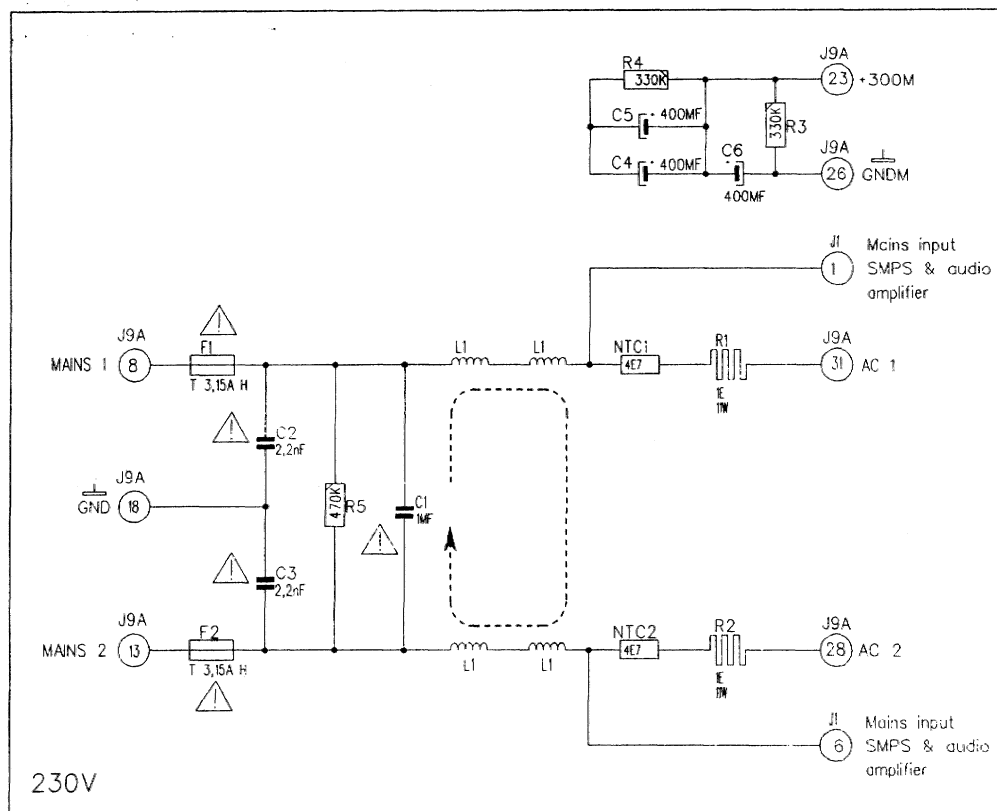 J9A
R4
330K
23
+300M
C5
+ 400MF
330K
R3
J9A
C4
+ 400MF
C6
+
26
GNDM
400MF
J1
1
Mains input
SMPS & audio
amplifier
J9A
F1
L1
L1
NTC1
R1
J9A
MAINS 1
8
4E7
31
AC 1
T 3,15A H
1E
11W
C2
2,2nF
J9A
GND
18
470K
R5
C1
1MF
C3
2,2nF
J9A
F2
NTC2
R2
J9A
MAINS 2
13
4E7
28
AC 2
L1
L1
T 3,15A H
1E
11W
J1
6
Mains input
SMPS & audio
amplifier
230V